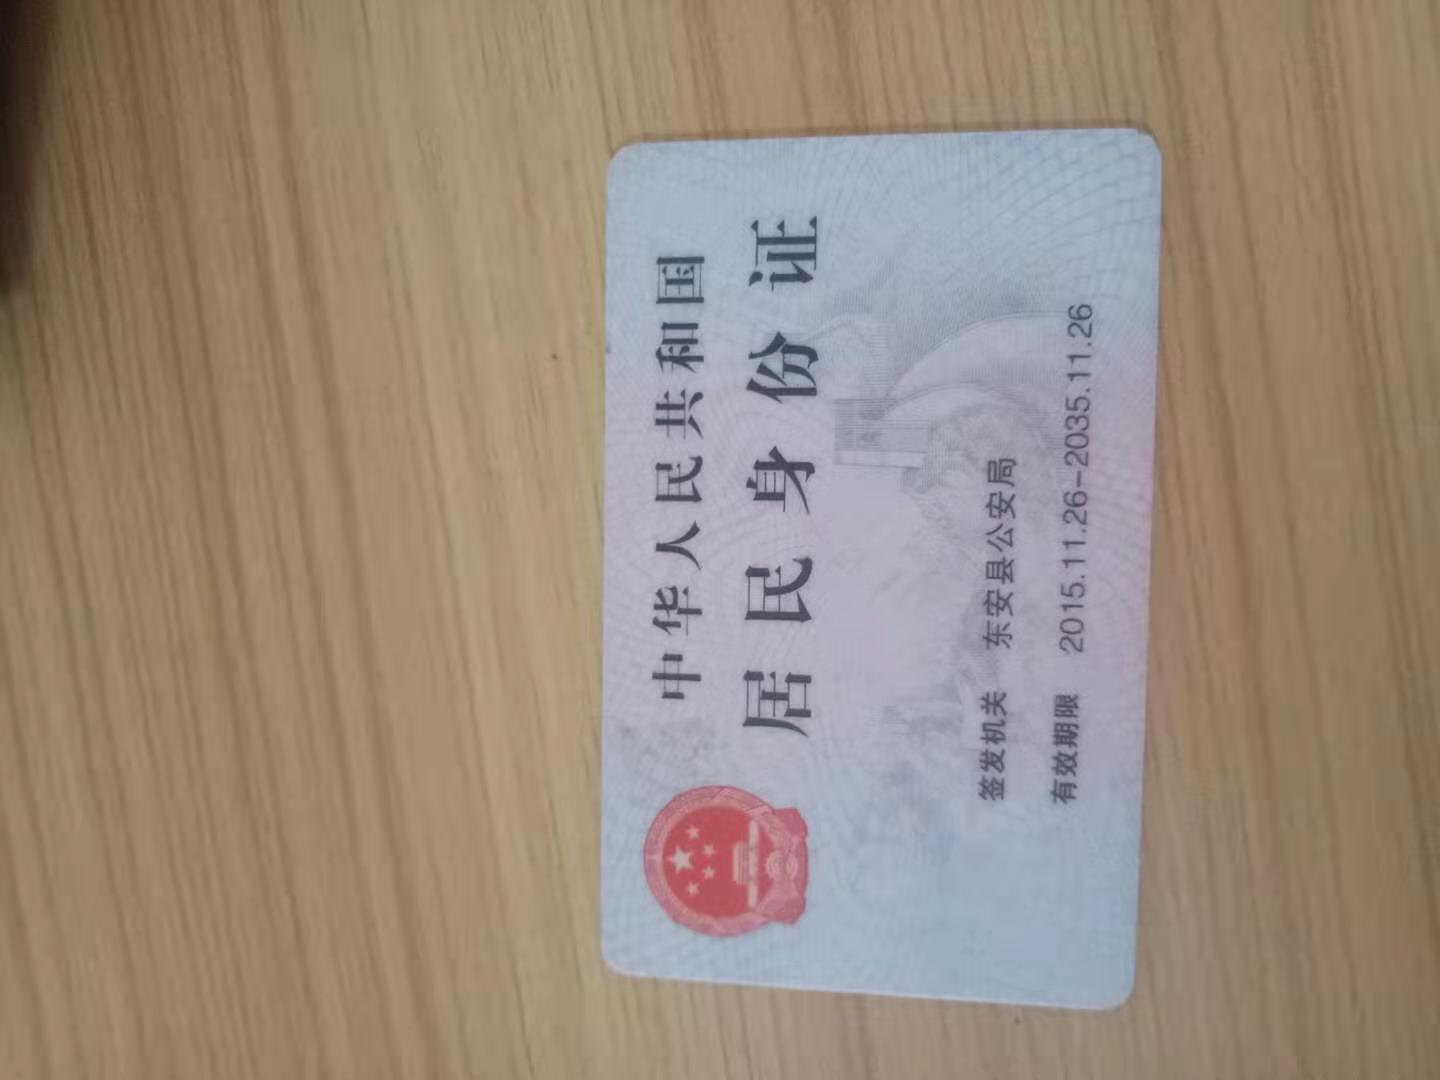 中华人民共和国
居民身份证
签发机关 东安县公安局
有效期限 2015.11.26-2035.11.26